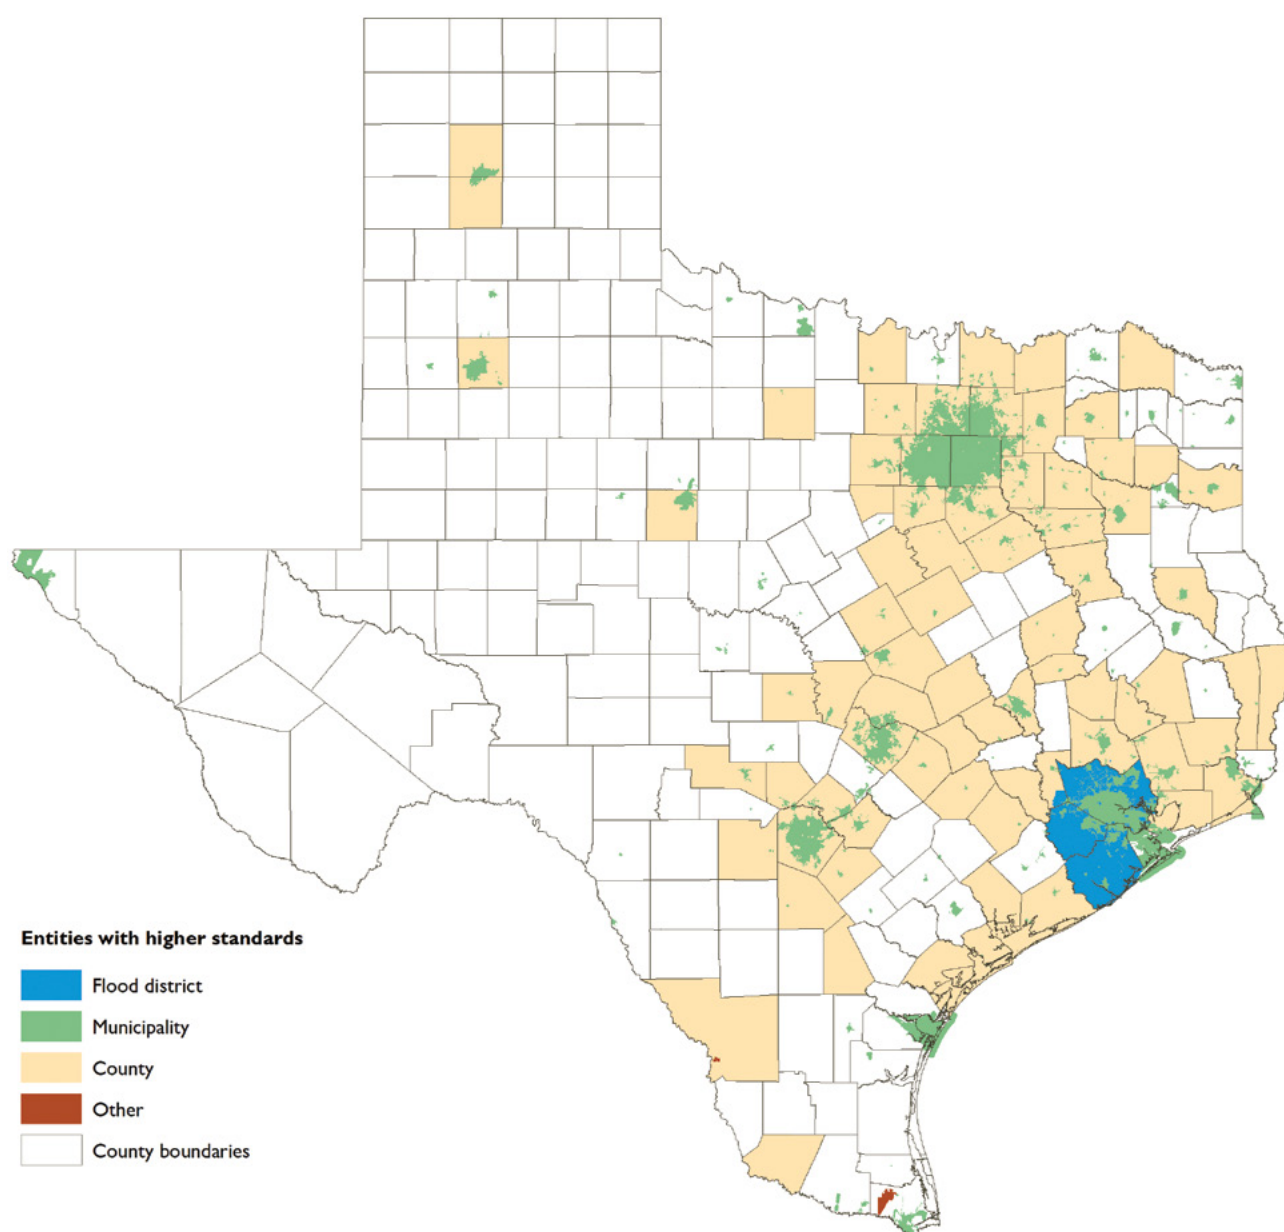 Entities with higher standards
Flood district
Municipality
County
Other
County boundaries